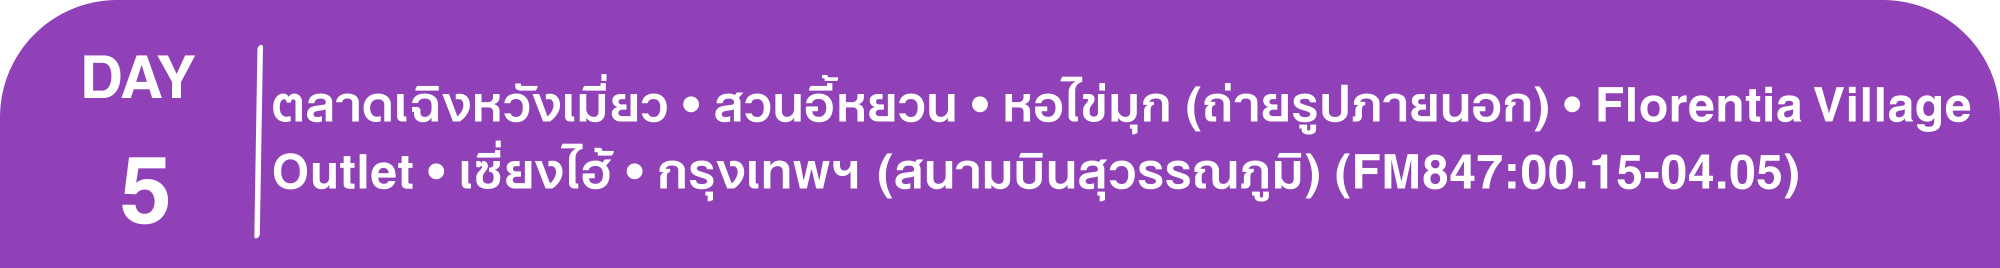 DAY
5
ตลาดเฉิงหวังเมี่ยว • สวนอี้หยวน • หอไข่มุก (ถ่ายรูปภายนอก) • Florentia Village
Outlet • เซี่ยงไฮ้ • กรุงเทพฯ (สนามบินสุวรรณภูมิ) (FM847:00.15-04.05)